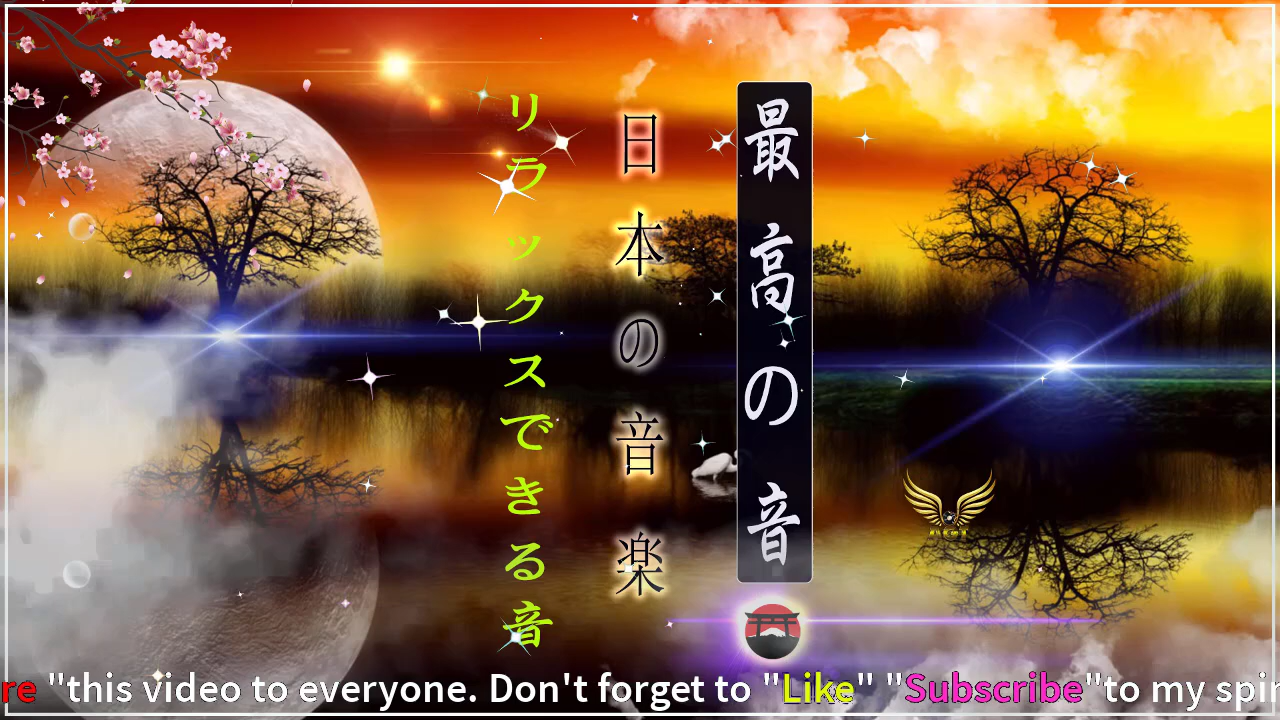 最高の音
日本の音楽
リラックスできる音
re "this video to everyone. Don't forget to "Like" "Subscribe"to my spir